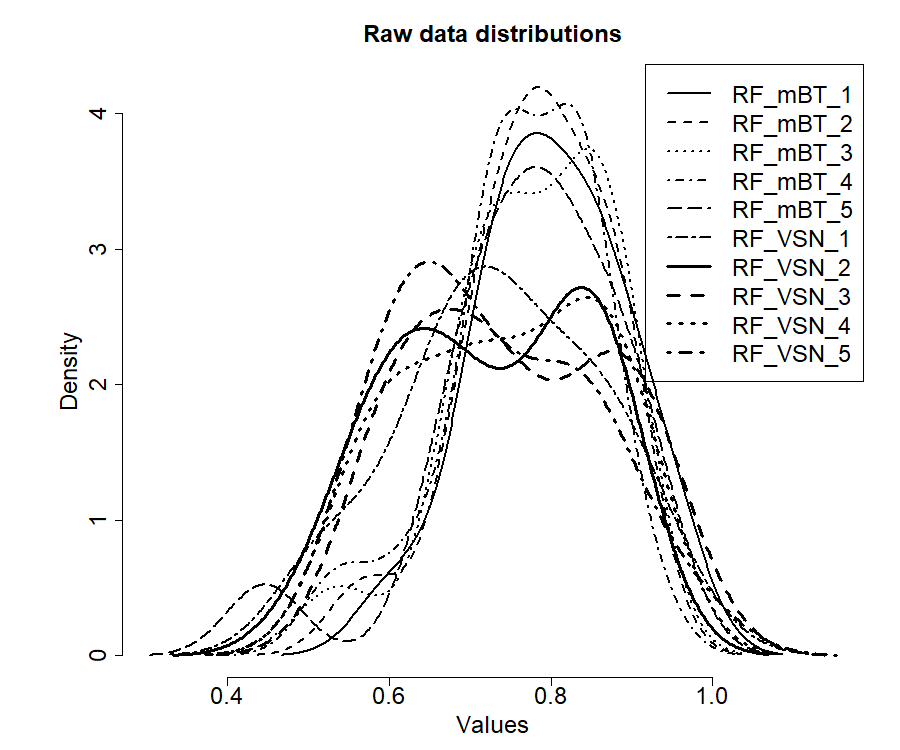 Raw data distributions
RF_mBT_1
RF_mBT_2
RF_mBT_3
RF_mBT_4
RF_mBT_5
RF_VSN_1
RF_VSN_2
RF_VSN_3
RF_VSN_4
RF_VSN_5
4
3
2
1
0
Density
0.4 0.6 0.8 1.0
Values